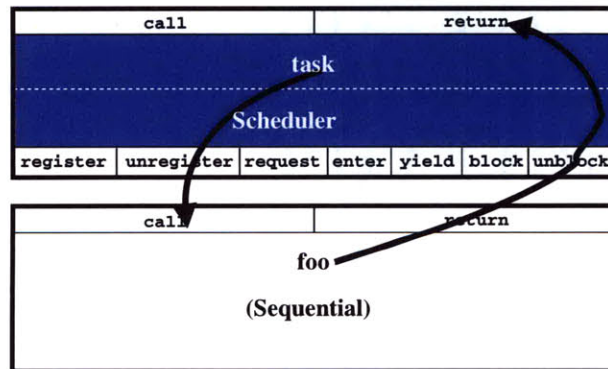 call return
task
Scheduler
register unregister request enter yield block unblock
call return
foo
(Sequential)